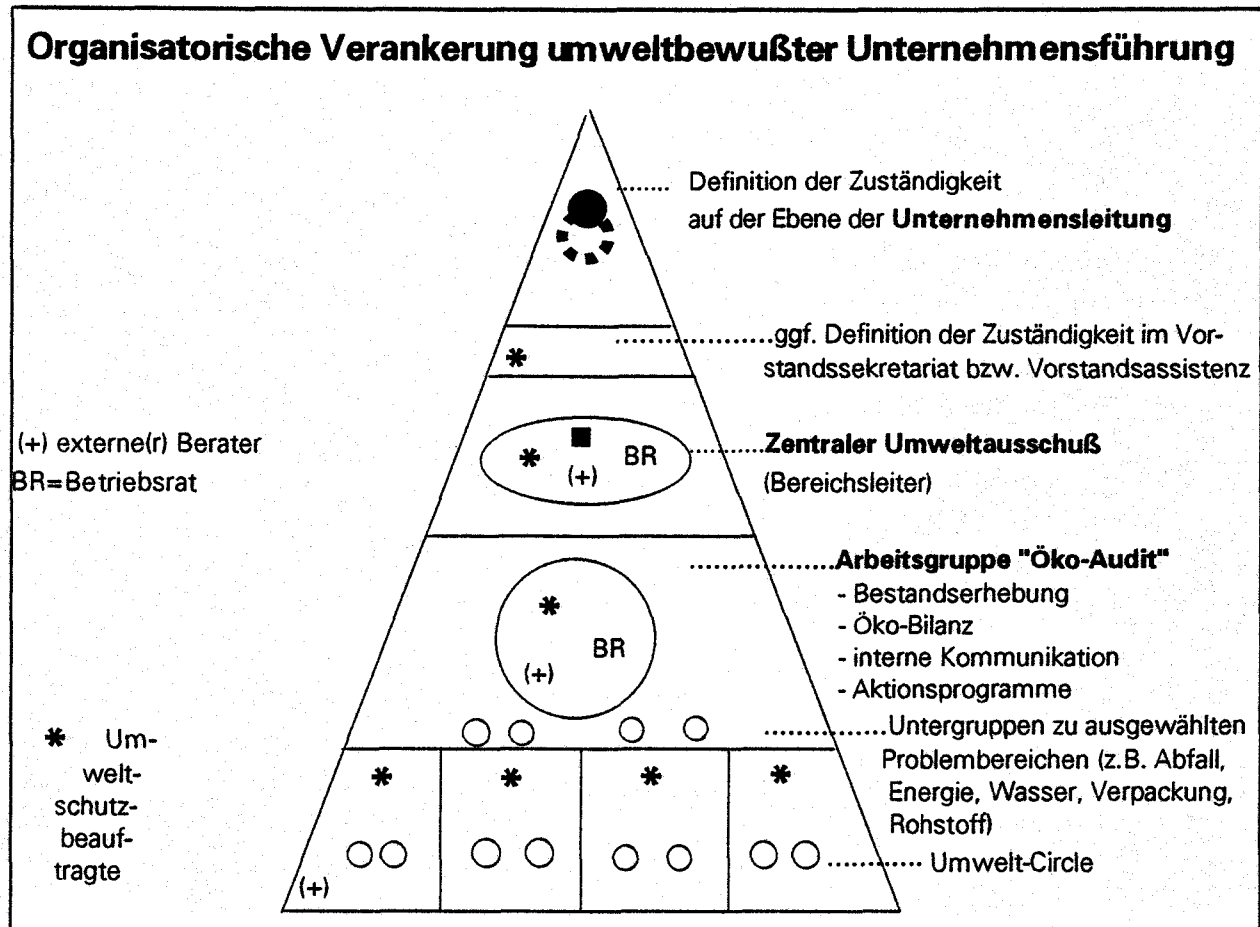 Organisatorische Verankerung umweltbewußter Unternehmensführung
........ Definition der Zuständigkeit
auf der Ebene der Unternehmensleitung
......................ggf. Definition der Zuständigkeit im Vor-
standssekretariat bzw. Vorstandsassistenz
*
(+) externe(r) Berater
BR=Betriebsrat
* BR
(+)
......Zentraler Umweltausschuß
(Bereichsleiter)
....................Arbeitsgruppe "Öko-Audit"
- Bestandserhebung
- Öko-Bilanz
- interne Kommunikation
- Aktionsprogramme
*
BR
(+)
.................Untergruppen zu ausgewählten
Problembereichen (z.B. Abfall,
Energie, Wasser, Verpackung,
Rohstoff)
* Um-
welt-
schutz-
beauf-
tragte
* * * *
............. Umwelt-Circle
(+)